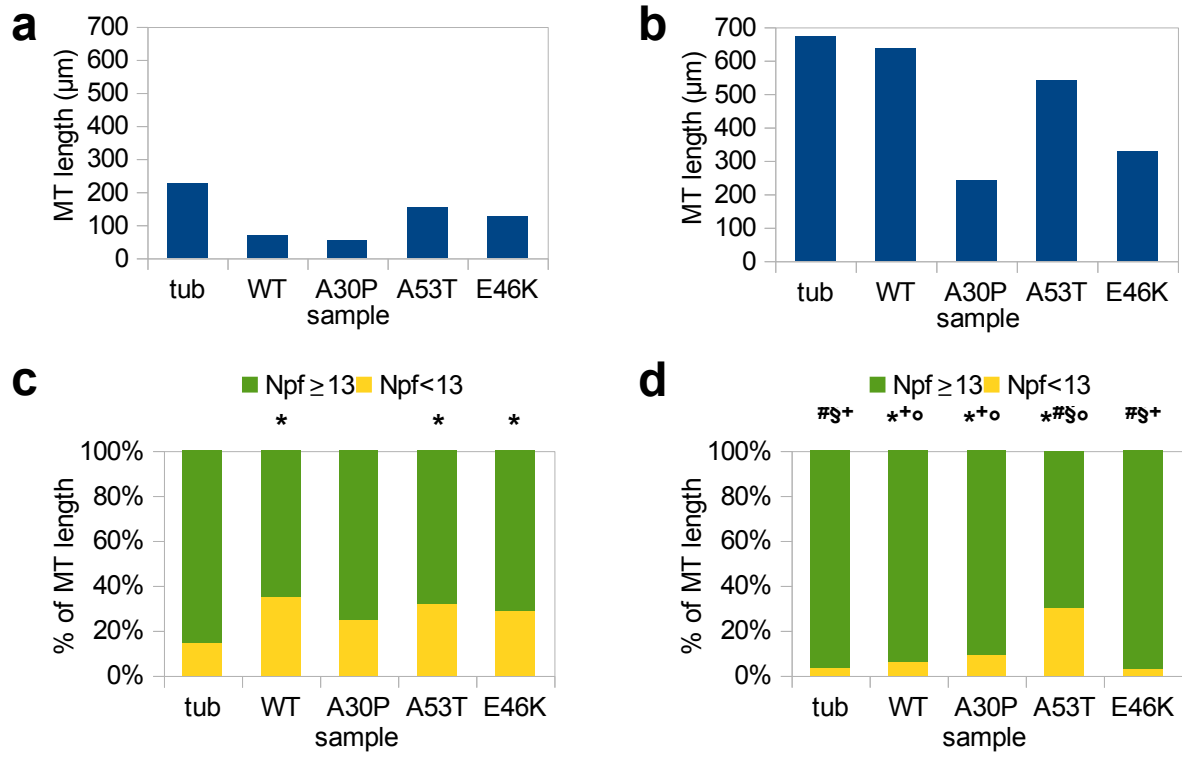 a
MT length (µm)
700
600
500
400
300
200
100
0
tub WT A30P A53T E46K
sample
b
MT length (µm)
700
600
500
400
300
200
100
0
tub WT A30P A53T E46K
sample
c
Npf ≥ 13 Npf<13
* * *
% of MT length
100%
80%
60%
40%
20%
0%
tub WT A30P A53T E46K
sample
d
Npf ≥ 13 Npf<13
#§+ *+o *+o *#§o #§+
% of MT length
100%
80%
60%
40%
20%
0%
tub WT A30P A53T E46K
sample